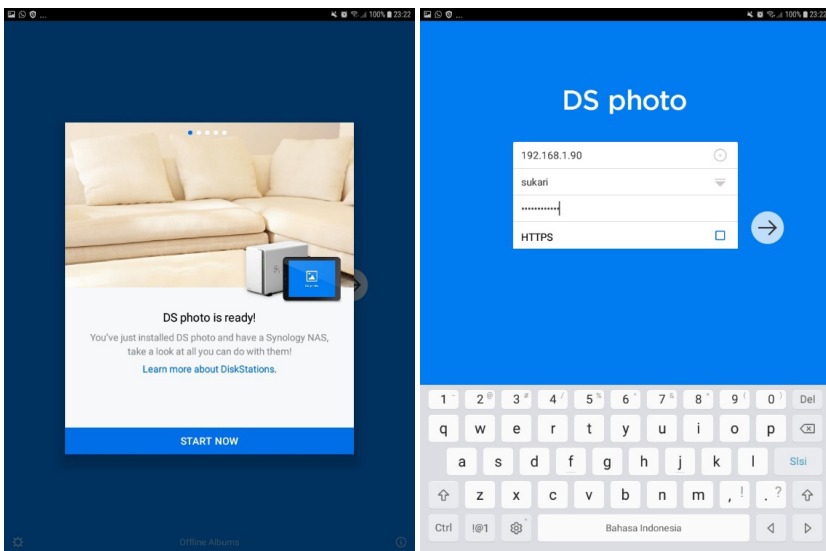 ... 100% 23:22
DS photo is ready!
You've just installed DS photo and have a Synology NAS,
take a look at all you can do with them!
Learn more about DiskStations.
START NOW
Offline Albums
... 100% 23:22
DS photo
192.168.1.90
sukari
••••••••••••
HTTPS
1 - 2 @ 3 # 4 / 5 % 6 ^ 7 & 8 * 9 ( 0 ) Del
q w e r t y u i o p
a s d f g h j k l SIsi
z x c v b n m , ! . ?
Ctrl !@1 Bahasa Indonesia